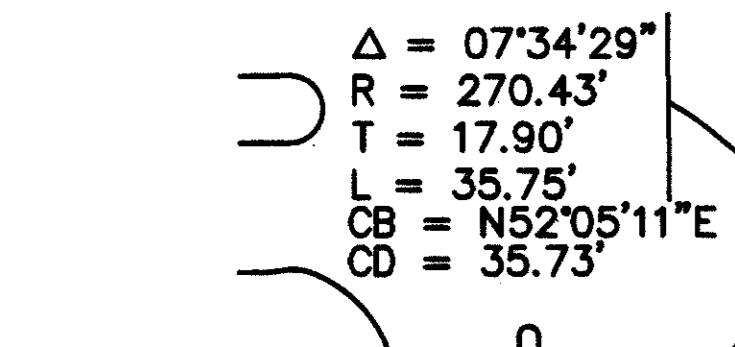 Δ = 07°34'29"
R = 270.43'
T = 17.90'
L = 35.75'
CB = N52°05'11"E
CD = 35.73'